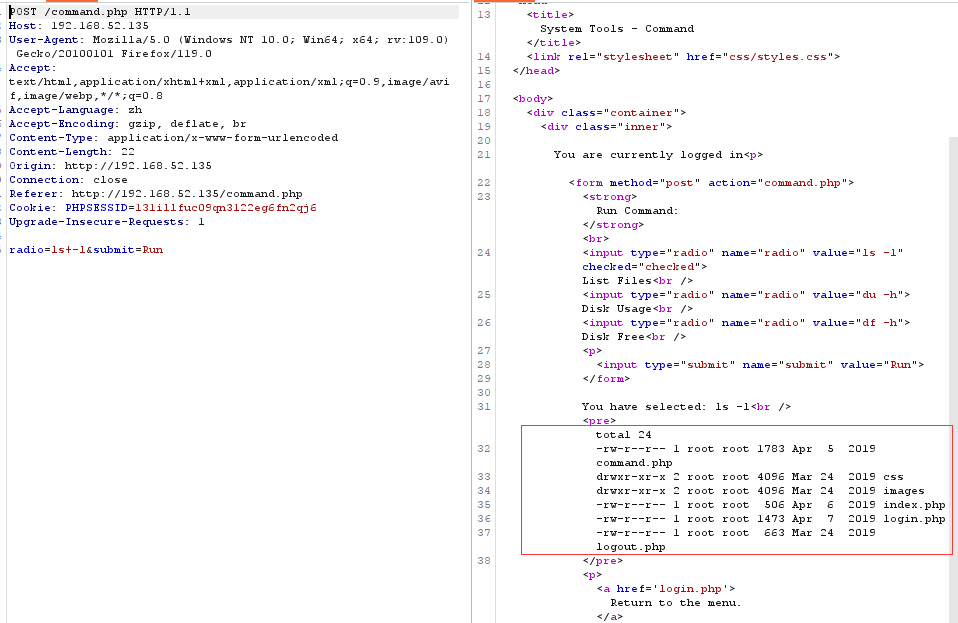 POST /command.php HTTP/1.1
Host: 192.168.52.135
User-Agent: Mozilla/5.0 (Windows NT 10.0; Win64; x64; rv:109.0)
Gecko/20100101 Firefox/119.0
Accept:
text/html,application/xhtml+xml,application/xml;q=0.9,image/avi
f,image/webp,*/*;q=0.8
Accept-Language: zh
Accept-Encoding: gzip, deflate, br
Content-Type: application/x-www-form-urlencoded
Content-Length: 22
Origin: http://192.168.52.135
Connection: close
Referer: http://192.168.52.135/command.php
Cookie: PHPSESSID=l3lillfuc09qn3l22eg6fn2qj6
Upgrade-Insecure-Requests: 1
radio=ls+-l&submit=Run
13 <title>
System Tools - Command
</title>
14 <link rel="stylesheet" href="css/styles.css">
15 </head>
16
17 <body>
18 <div class="container">
19 <div class="inner">
20
21 You are currently logged in<p>
22 <form method="post" action="command.php">
23 <strong>
Run Command:
</strong>
<br>
24 <input type="radio" name="radio" value="ls -l"
checked="checked">
List Files<br />
25 <input type="radio" name="radio" value="du -h">
Disk Usage<br />
26 <input type="radio" name="radio" value="df -h">
Disk Free<br />
27 <p>
28 <input type="submit" name="submit" value="Run">
29 </form>
30
31 You have selected: ls -l<br />
<pre>
total 24
32 -rw-r--r-- 1 root root 1783 Apr 5 2019
command.php
33 drwxr-xr-x 2 root root 4096 Mar 24 2019 css
34 drwxr-xr-x 2 root root 4096 Mar 24 2019 images
35 -rw-r--r-- 1 root root 506 Apr 6 2019 index.php
36 -rw-r--r-- 1 root root 1473 Apr 7 2019 login.php
37 -rw-r--r-- 1 root root 663 Mar 24 2019
logout.php
38 </pre>
<p>
<a href='login.php'>
Return to the menu.
</a>